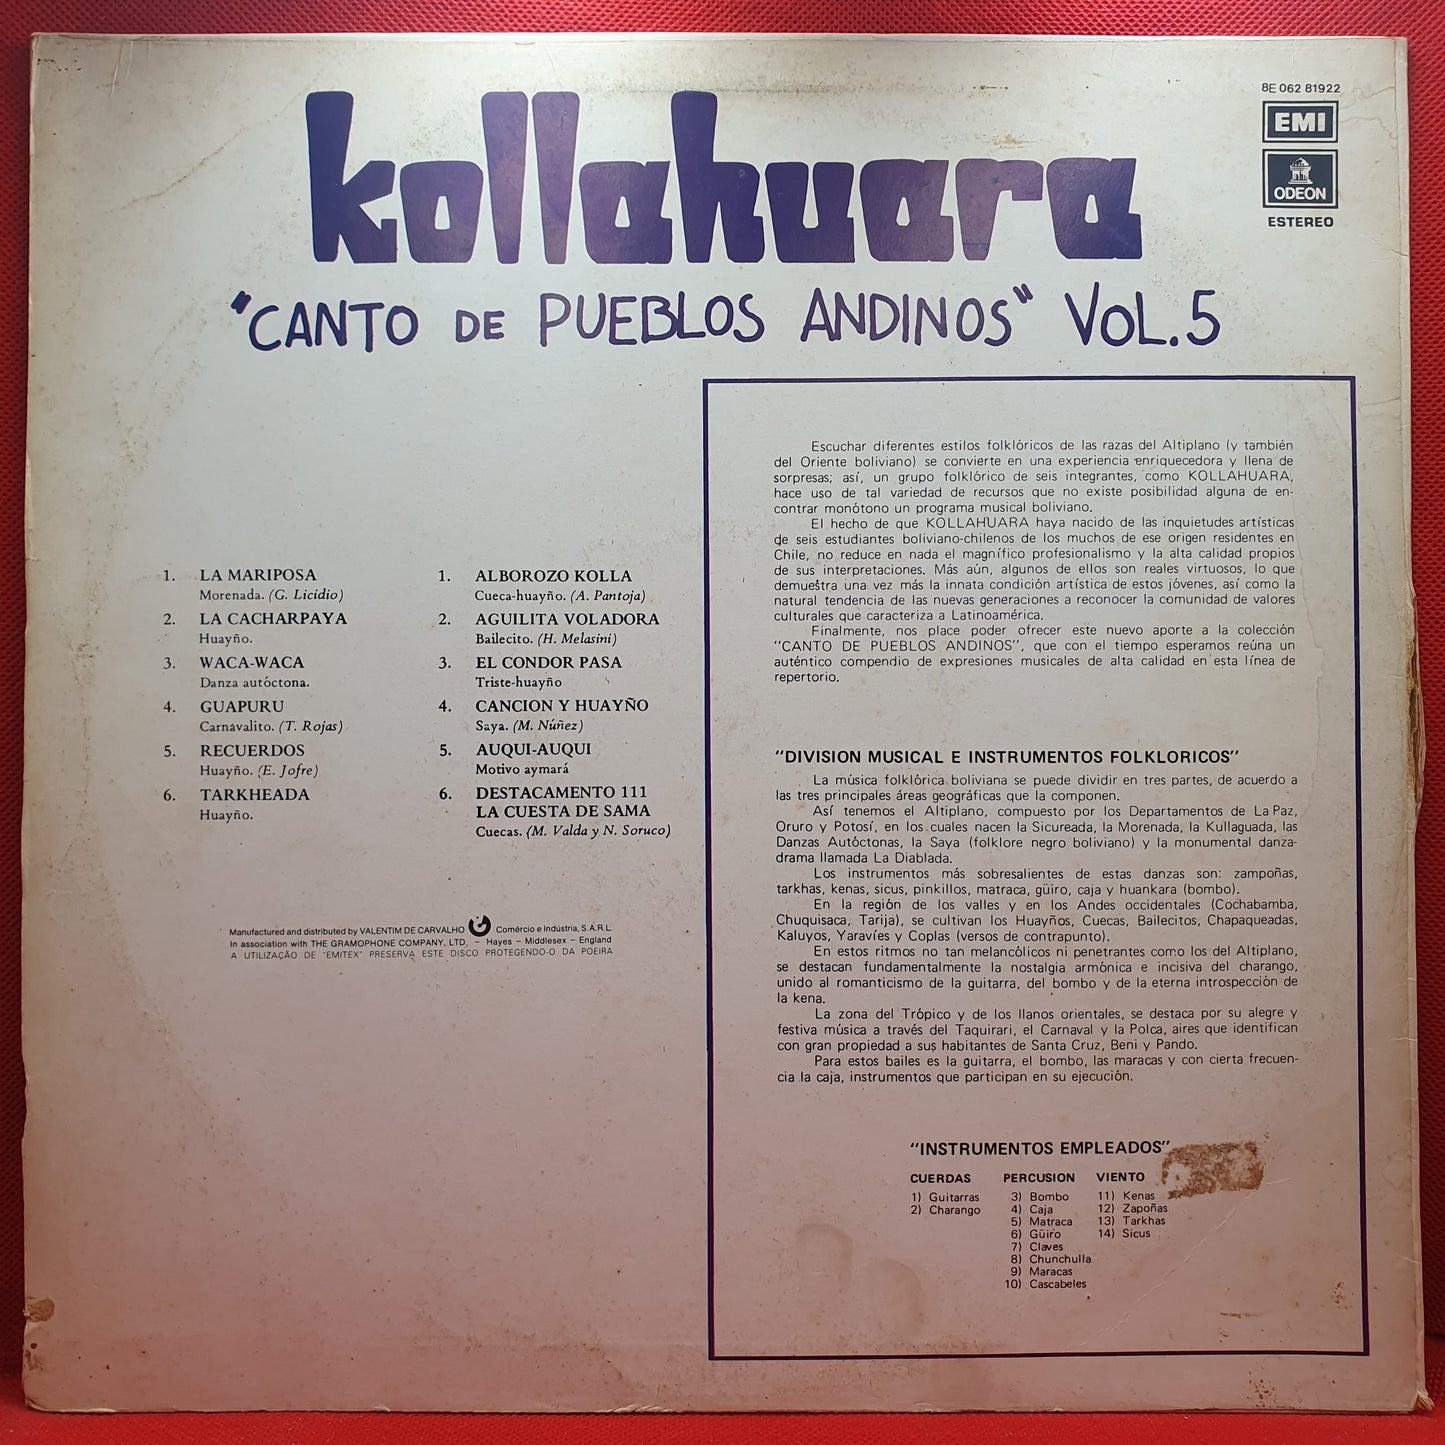 kollahuara
"CANTO DE PUEBLOS ANDINOS" VOL.5
8E 062 81922
EMI
ODEON
ESTEREO
1. LA MARIPOSA
Morenada. (G. Licidio)
2. LA CACHARPAYA
Huayño.
3. WACA-WACA
Danza autóctona.
4. GUAPURU
Carnavalito. (T. Rojas)
5. RECUERDOS
Huayño. (E. Jofre)
6. TARKHEADA
Huayño.
1. ALBOROZO KOLLA
Cueca-huayño. (A. Pantoja)
2. AGUILITA VOLADORA
Bailecito. (H. Melasini)
3. EL CONDOR PASA
Triste-huayño
4. CANCION Y HUAYÑO
Saya. (M. Núñez)
5. AUQUI-AUQUI
Motivo aymará
6. DESTACAMENTO 111
LA CUESTA DE SAMA
Cuecas. (M. Valda y N. Soruco)
Manufactured and distributed by VALENTIM DE CARVALHO Comércio e Indústria, S.A.R.L.
In association with THE GRAMOPHONE COMPANY, LTD. – Hayes – Middlesex – England
A UTILIZAÇÃO DE "EMITEX" PRESERVA ESTE DISCO PROTEGENDO-O DA POEIRA
Escuchar diferentes estilos folklóricos de las razas del Altiplano (y también
del Oriente boliviano) se convierte en una experiencia enriquecedora y llena de
sorpresas; así, un grupo folklórico de seis integrantes, como KOLLAHUARA,
hace uso de tal variedad de recursos que no existe posibilidad alguna de en-
contrar monótono un programa musical boliviano.
El hecho de que KOLLAHUARA haya nacido de las inquietudes artísticas
de seis estudiantes boliviano-chilenos de los muchos de ese origen residentes en
Chile, no reduce en nada el magnífico profesionalismo y la alta calidad propios
de sus interpretaciones. Más aún, algunos de ellos son reales virtuosos, lo que
demuestra una vez más la innata condición artística de estos jóvenes, así como la
natural tendencia de las nuevas generaciones a reconocer la comunidad de valores
culturales que caracteriza a Latinoamérica.
Finalmente, nos place poder ofrecer este nuevo aporte a la colección
"CANTO DE PUEBLOS ANDINOS", que con el tiempo esperamos reúna un
auténtico compendio de expresiones musicales de alta calidad en esta línea de
repertorio.
"DIVISION MUSICAL E INSTRUMENTOS FOLKLORICOS"
La música folklórica boliviana se puede dividir en tres partes, de acuerdo a
las tres principales áreas geográficas que la componen.
Así tenemos el Altiplano, compuesto por los Departamentos de La Paz,
Oruro y Potosí, en los cuales nacen la Sicureada, la Morenada, la Kullaguada, las
Danzas Autóctonas, la Saya (folklore negro boliviano) y la monumental danza-
drama llamada La Diablada.
Los instrumentos más sobresalientes de estas danzas son: zampoñas,
tarkhas, kenas, sicus, pinkillos, matraca, güiro, caja y huankara (bombo).
En la región de los valles y en los Andes occidentales (Cochabamba,
Chuquisaca, Tarija), se cultivan los Huayños, Cuecas, Bailecitos, Chapaqueadas,
Kaluyos, Yaravíes y Coplas (versos de contrapunto).
En estos ritmos no tan melancólicos ni penetrantes como los del Altiplano,
se destacan fundamentalmente la nostalgia armónica e incisiva del charango,
unido al romanticismo de la guitarra, del bombo y de la eterna introspección de
la kena.
La zona del Trópico y de los llanos orientales, se destaca por su alegre y
festiva música a través del Taquirari, el Carnaval y la Polca, aires que identifican
con gran propiedad a sus habitantes de Santa Cruz, Beni y Pando.
Para estos bailes es la guitarra, el bombo, las maracas y con cierta frecuen-
cia la caja, instrumentos que participan en su ejecución.
"INSTRUMENTOS EMPLEADOS"
CUERDAS
1) Guitarras
2) Charango
PERCUSION
3) Bombo
4) Caja
5) Matraca
6) Güiro
7) Claves
8) Chunchulla
9) Maracas
10) Cascabeles
VIENTO
11) Kenas
12) Zapoñas
13) Tarkhas
14) Sicus